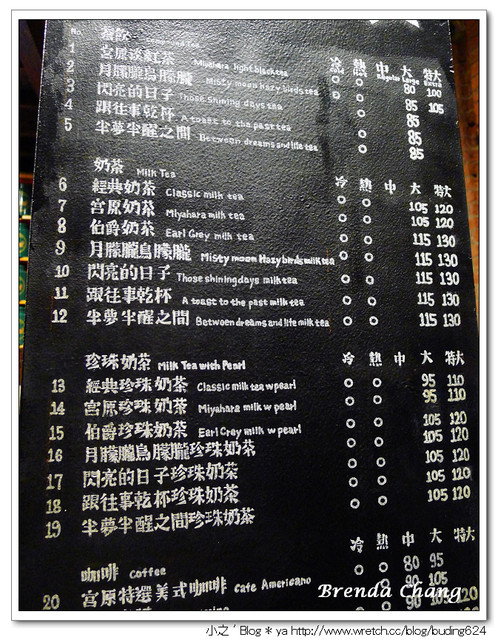 No. 茶飲 Tea 冷 熱 中 大 特大
1 宮原淡紅茶 Miyahara light black tea 80 100
2 月朦朧鳥朦朧 Misty moon Hazy birds tea 85 105
3 閃亮的日子 Those shining days tea 85
4 跟往事乾杯 A toast to the past tea 85
5 半夢半醒之間 Between dreams and life tea 85
奶茶 Milk Tea 冷 熱 中 大 特大
6 經典奶茶 Classic milk tea 105 120
7 宮原奶茶 Miyahara milk tea 105 120
8 伯爵奶茶 Earl Grey milk tea 115 130
9 月朦朧鳥朦朧 Misty moon Hazy birds milk tea 115 130
10 閃亮的日子 Those shining days milk tea 115 130
11 跟往事乾杯 A toast to the past milk tea 115 130
12 半夢半醒之間 Between dreams and life milk tea 115 130
珍珠奶茶 Milk Tea with Pearl 冷 熱 中 大 特大
13 經典珍珠奶茶 Classic milk tea w pearl 95 110
14 宮原珍珠奶茶 Miyahara milk w pearl 95 110
15 伯爵珍珠奶茶 Earl Grey milk w pearl 105 120
16 月朦朧鳥朦朧珍珠奶茶 105 120
17 閃亮的日子珍珠奶茶 105 120
18 跟往事乾杯珍珠奶茶 105 120
19 半夢半醒之間珍珠奶茶 105 120
咖啡 Coffee 冷 熱 中 大 特大
20 宮原特選美式咖啡 Cafe Americano 80 95
90 105
105 120
Brenda Chang
小之 ' Blog * ya http://www.wretch.cc/blog/buding624